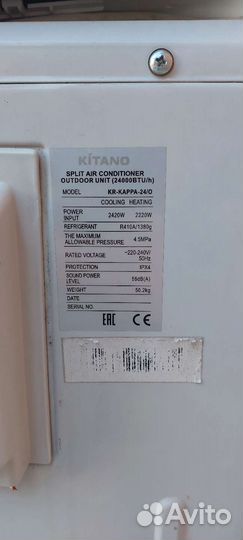 KITANO
SPLIT AIR CONDITIONER
OUTDOOR UNIT (24000BTU/h)
MODEL KR-KAPPA-24/O
COOLING HEATING
POWER INPUT 2420W 2220W
REFRIGERANT R410A/1380g
THE MAXIMUM ALLOWABLE PRESSURE 4.5MPa
RATED VOLTAGE ~220-240V/ 50Hz
PROTECTION IPX4
SOUND POWER LEVEL 56dB(A)
WEIGHT 50.2kg
DATE
SERIAL NO.
EAC CE
Avito